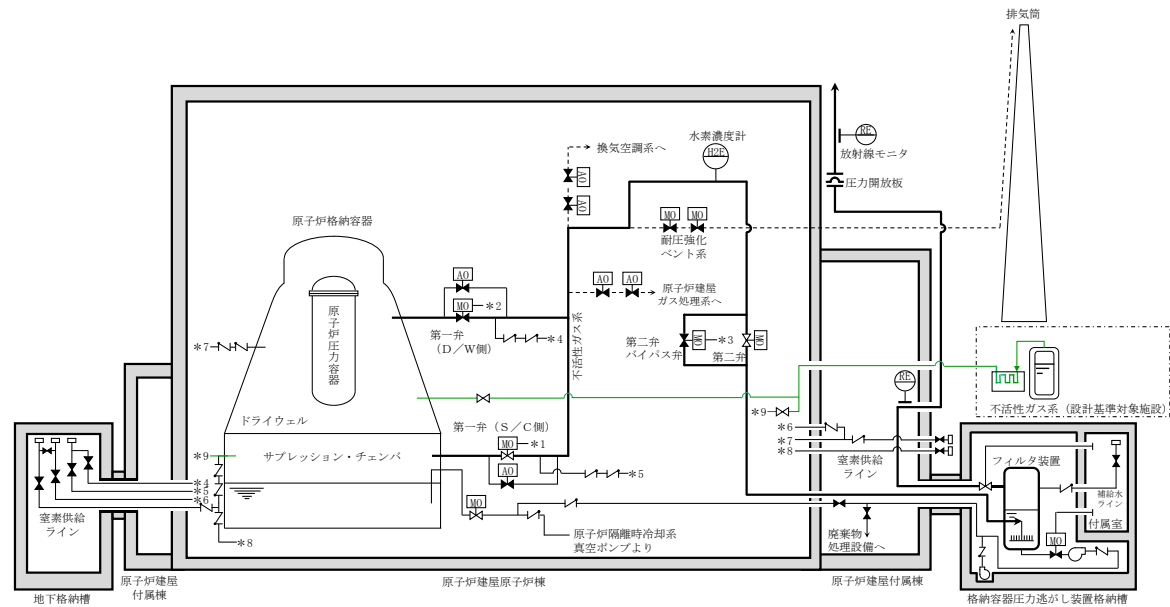 排気筒
水素濃度計
H2E
換気空調系へ
AO
AO
RE
放射線モニタ
圧力開放板
原子炉格納容器
MO
MO
耐圧強化
ベント系
AO
AO
AO
原子炉建屋
ガス処理系へ
MO
*2
原子炉圧力容器
第一弁
(D/W側)
*4
不活性ガス系
第二弁
バイパス弁
MO
*3
第二弁
MO
*7
RE
不活性ガス系 (設計基準対象施設)
*9
ドライウェル
第一弁(S/C側)
MO
*1
*6
*7
*8
窒素供給
ライン
*9
サプレッション・チェンバ
AO
*5
フィルタ装置
*4
*5
*6
窒素供給
ライン
MO
補給水
ライン
付属室
*8
原子炉隔離時冷却系
真空ポンプより
廃棄物
処理設備へ
MO
原子炉建屋
付属棟
原子炉建屋原子炉棟
原子炉建屋付属棟
地下格納槽
格納容器圧力逃がし装置格納槽